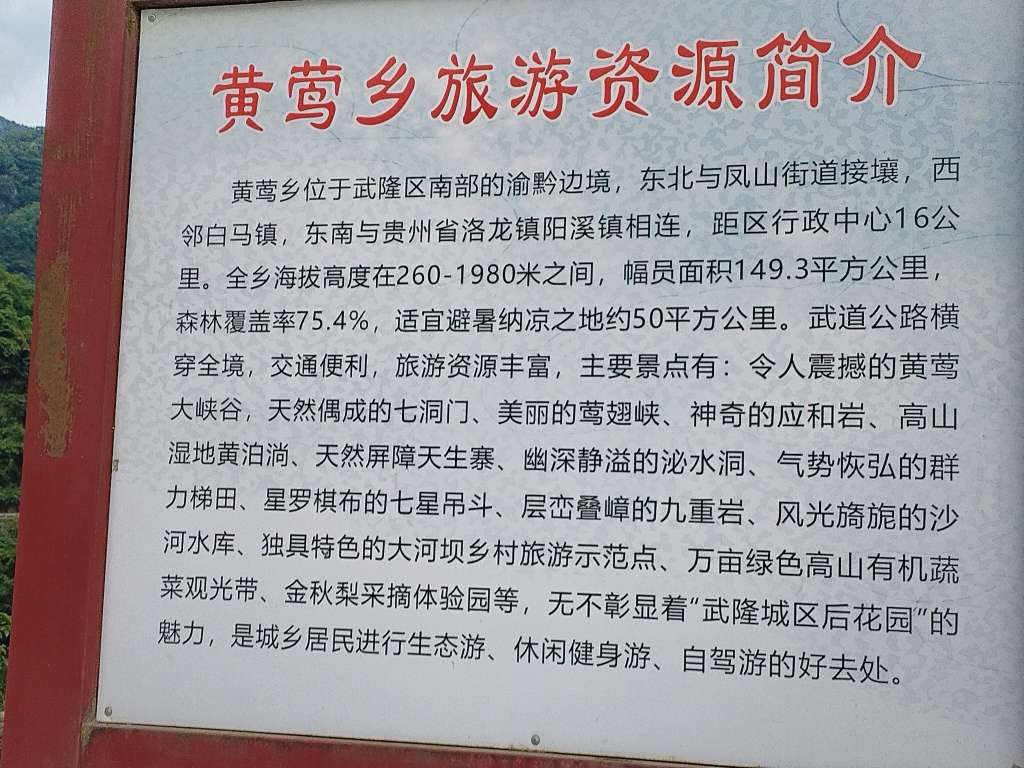 黄莺乡旅游资源简介
黄莺乡位于武隆区南部的渝黔边境，东北与凤山街道接壤，西
邻白马镇，东南与贵州省洛龙镇阳溪镇相连，距区行政中心16公
里。全乡海拔高度在260-1980米之间，幅员面积149.3平方公里，
森林覆盖率75.4%，适宜避暑纳凉之地约50平方公里。武道公路横
穿全境，交通便利，旅游资源丰富，主要景点有：令人震撼的黄莺
大峡谷，天然偶成的七洞门、美丽的莺翅峡、神奇的应和岩、高山
湿地黄泊淌、天然屏障天生寨、幽深静溢的泌水洞、气势恢弘的群
力梯田、星罗棋布的七星吊斗、层峦叠嶂的九重岩、风光旖旎的沙
河水库、独具特色的大河坝乡村旅游示范点、万亩绿色高山有机蔬
菜观光带、金秋梨采摘体验园等，无不彰显着“武隆城区后花园”的
魅力，是城乡居民进行生态游、休闲健身游、自驾游的好去处。